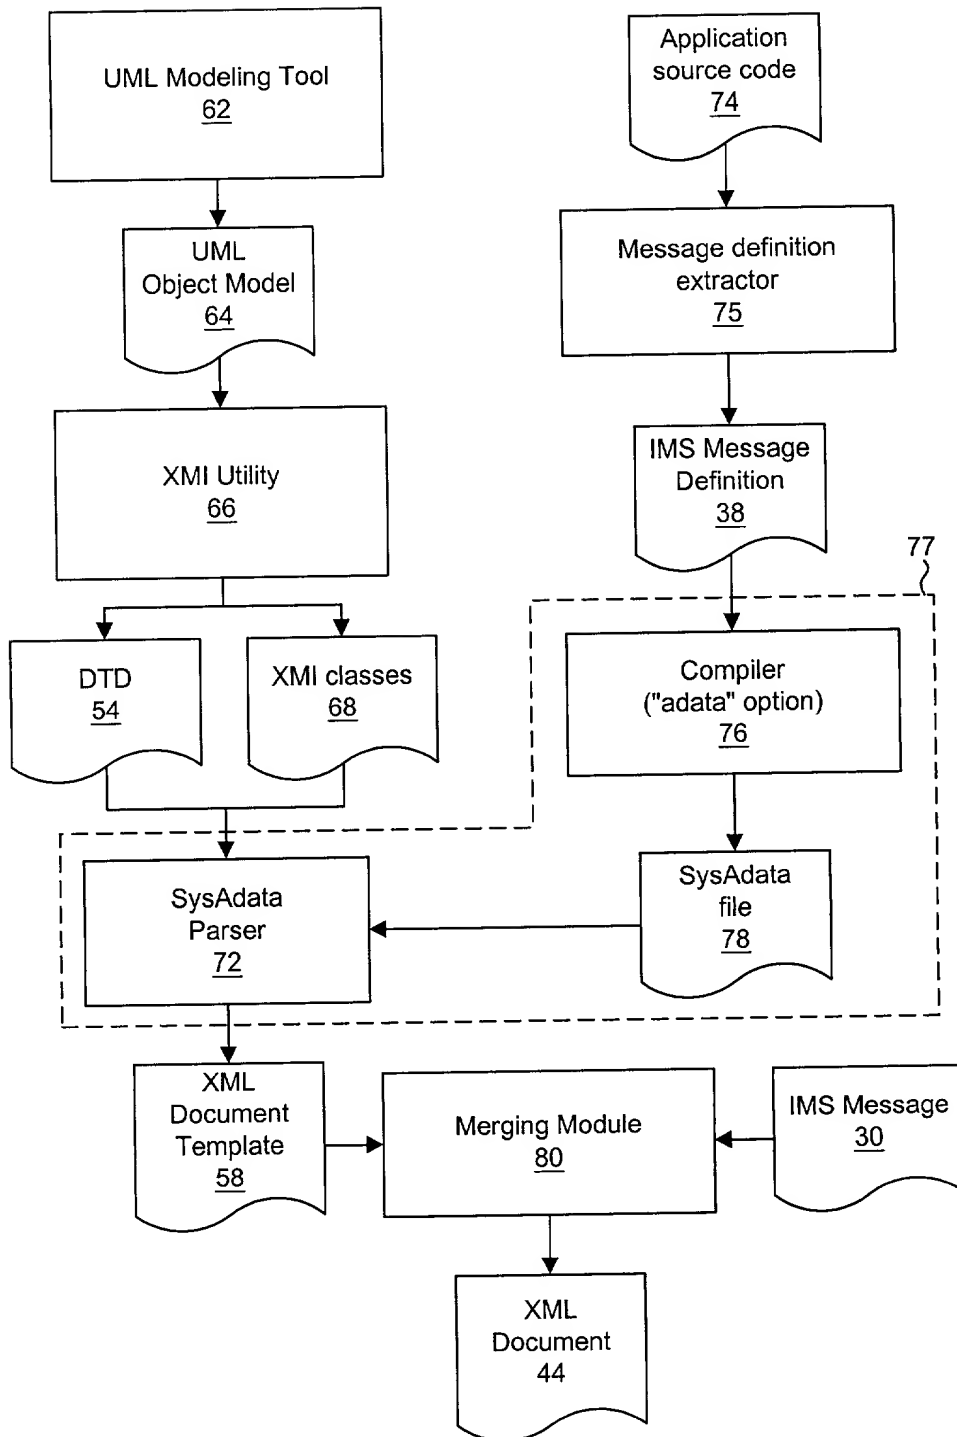 UML Modeling Tool
62
Application
source code
74
UML
Object Model
64
Message definition
extractor
75
XMI Utility
66
IMS Message
Definition
38
77
DTD
54
XMI classes
68
Compiler
("adata" option)
76
SysAdata
Parser
72
SysAdata
file
78
XML
Document
Template
58
Merging Module
80
IMS Message
30
XML
Document
44